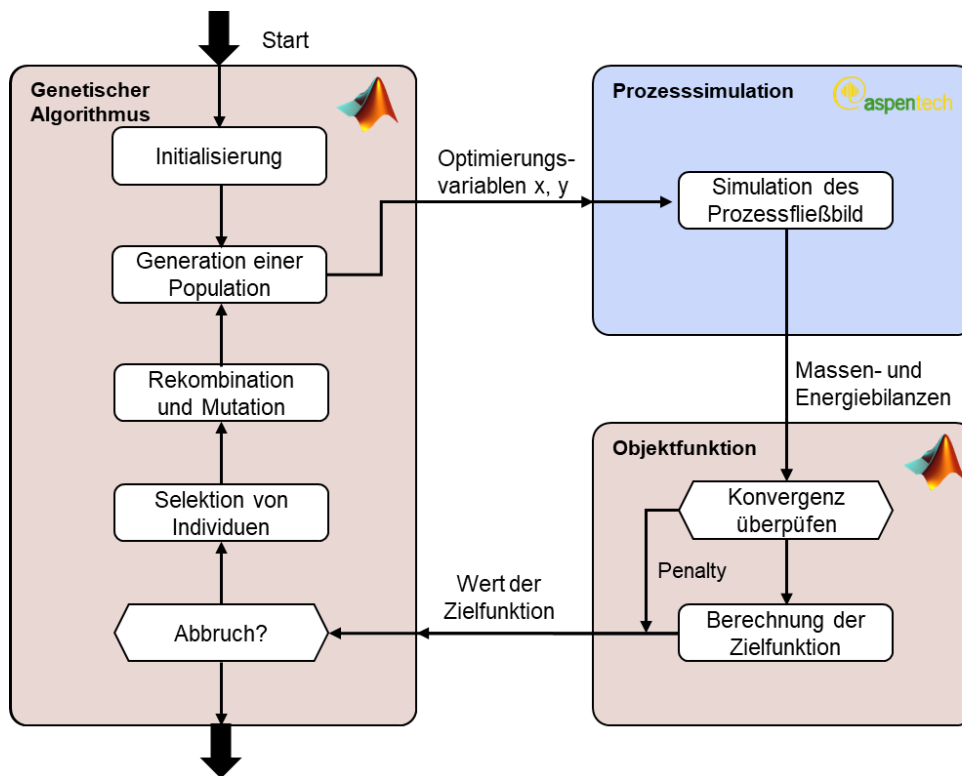 Start
Genetischer
Algorithmus
Initialisierung
Generation einer
Population
Rekombination
und Mutation
Selektion von
Individuen
Abbruch?
Optimierungs-
variablen x, y
Prozesssimulation
aspentech
Simulation des
Prozessfließbild
Massen- und
Energiebilanzen
Objektfunktion
Konvergenz
überpüfen
Penalty
Berechnung der
Zielfunktion
Wert der
Zielfunktion